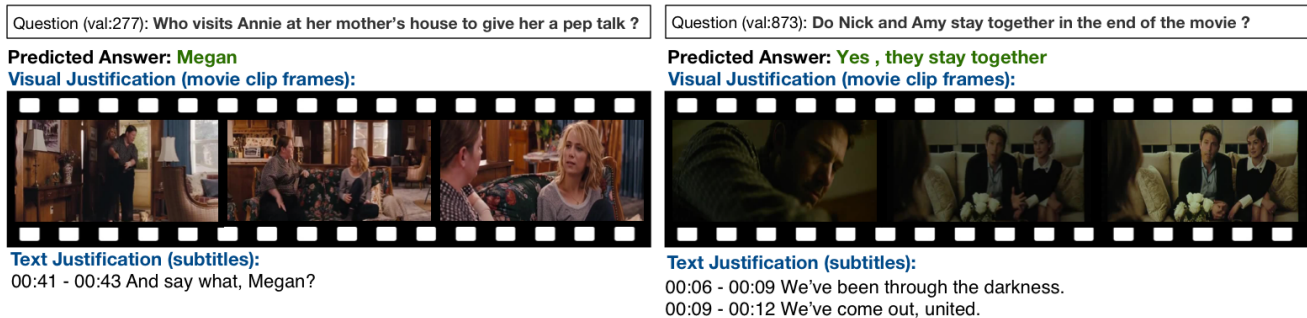 Question (val:277): Who visits Annie at her mother's house to give her a pep talk ?
Predicted Answer: Megan
Visual Justification (movie clip frames):
Text Justification (subtitles):
00:41 - 00:43 And say what, Megan?
Question (val:873): Do Nick and Amy stay together in the end of the movie ?
Predicted Answer: Yes , they stay together
Visual Justification (movie clip frames):
Text Justification (subtitles):
00:06 - 00:09 We've been through the darkness.
00:09 - 00:12 We've come out, united.